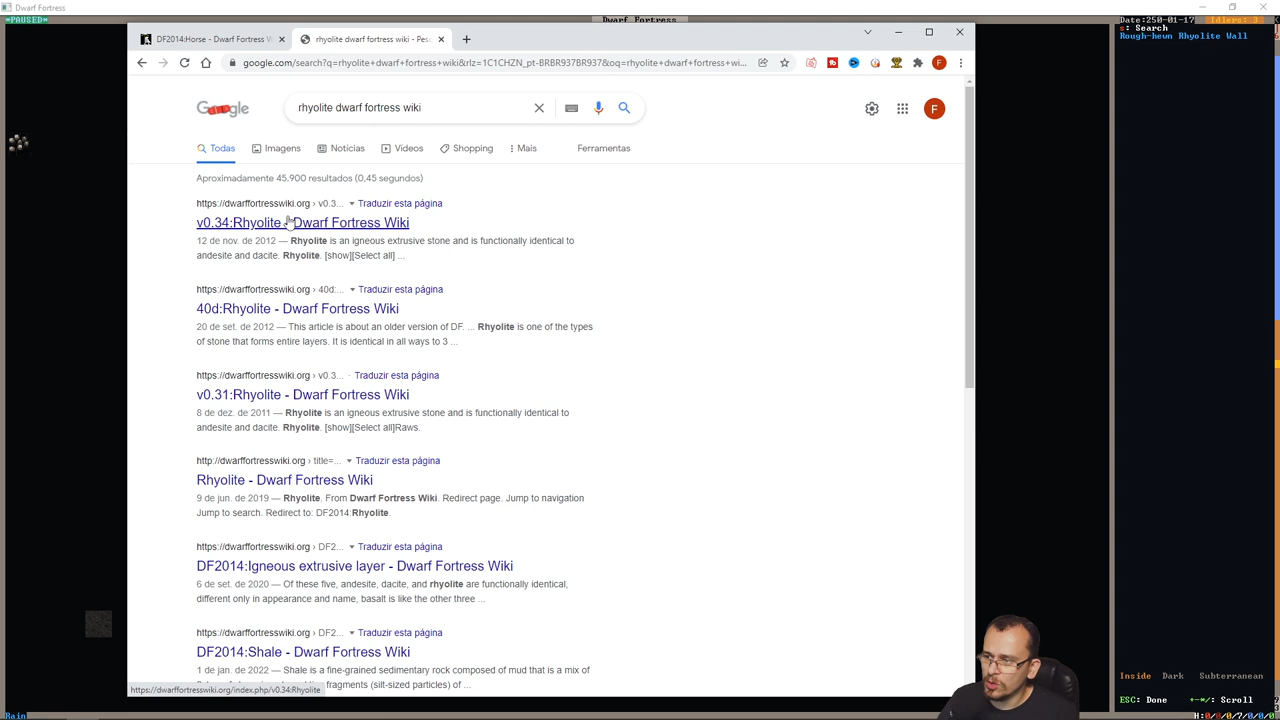 Dwarf Fortress
*PAUSED*
Dwarf Fortress
Date:250-01-17
Idlers: 3
s: Search
Rough-hewn Rhyolite Wall
DF2014:Horse - Dwarf Fortress W
rhyolite dwarf fortress wiki - Pes
google.com/search?q=rhyolite+dwarf+fortress+wiki&rlz=1C1CHZN_pt-BRBR937BR937&oq=rhyolite+dwarf+fortress+wi...
F
Google
rhyolite dwarf fortress wiki
F
Todas
Imagens
Notícias
Vídeos
Shopping
Mais
Ferramentas
Aproximadamente 45.900 resultados (0,45 segundos)
https://dwarffortresswiki.org › v0.3... Traduzir esta página
v0.34:Rhyolite - Dwarf Fortress Wiki
12 de nov. de 2012 — Rhyolite is an igneous extrusive stone and is functionally identical to
andesite and dacite. Rhyolite. [show][Select all] ...
https://dwarffortresswiki.org › 40d:... Traduzir esta página
40d:Rhyolite - Dwarf Fortress Wiki
20 de set. de 2012 — This article is about an older version of DF. ... Rhyolite is one of the types
of stone that forms entire layers. It is identical in all ways to 3 ...
https://dwarffortresswiki.org › v0.3... · Traduzir esta página
v0.31:Rhyolite - Dwarf Fortress Wiki
8 de dez. de 2011 — Rhyolite is an igneous extrusive stone and is functionally identical to
andesite and dacite. Rhyolite. [show][Select all]Raws.
http://dwarffortresswiki.org › title=... Traduzir esta página
Rhyolite - Dwarf Fortress Wiki
9 de jun. de 2019 — Rhyolite. From Dwarf Fortress Wiki. Redirect page. Jump to navigation
Jump to search. Redirect to: DF2014:Rhyolite.
https://dwarffortresswiki.org › DF2... Traduzir esta página
DF2014:Igneous extrusive layer - Dwarf Fortress Wiki
6 de set. de 2020 — Of these five, andesite, dacite, and rhyolite are functionally identical,
different only in appearance and name, basalt is like the other three ...
https://dwarffortresswiki.org › DF2... Traduzir esta página
DF2014:Shale - Dwarf Fortress Wiki
1 de jan. de 2022 — Shale is a fine-grained sedimentary rock composed of mud that is a mix of
fragments (silt-sized particles) of ...
https://dwarffortresswiki.org/index.php/v0.34:Rhyolite
Inside Dark Subterranean
ESC: Done +-*/: Scroll
Rain